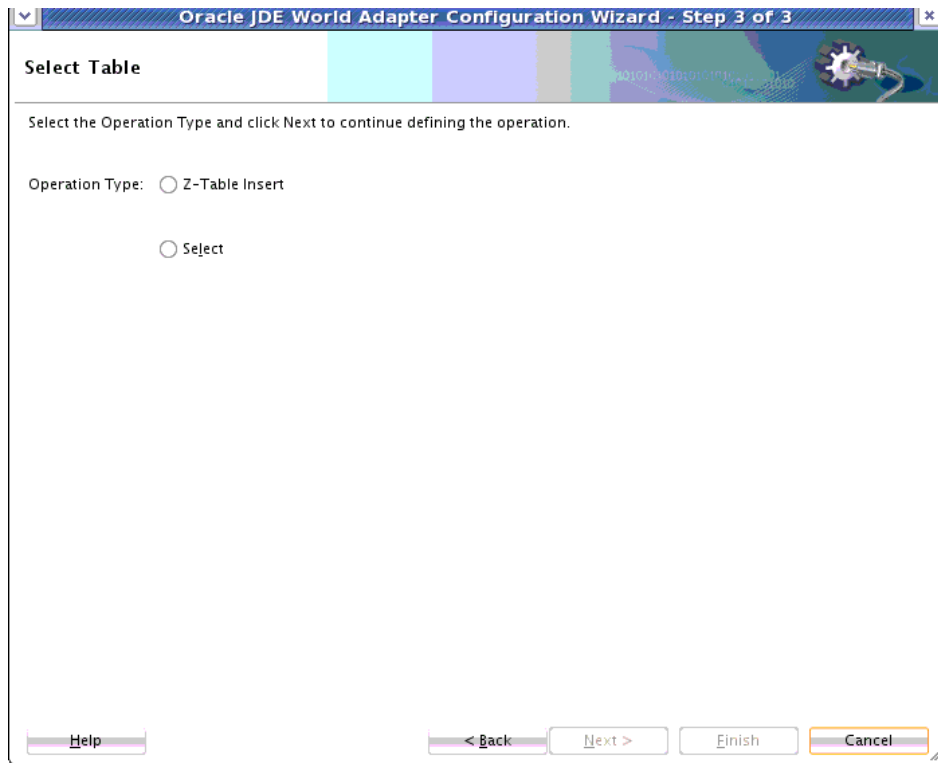 Oracle JDE World Adapter Configuration Wizard - Step 3 of 3
Select Table
Select the Operation Type and click Next to continue defining the operation.
Operation Type: Z-Table Insert
Select
Help < Back Next > Finish Cancel